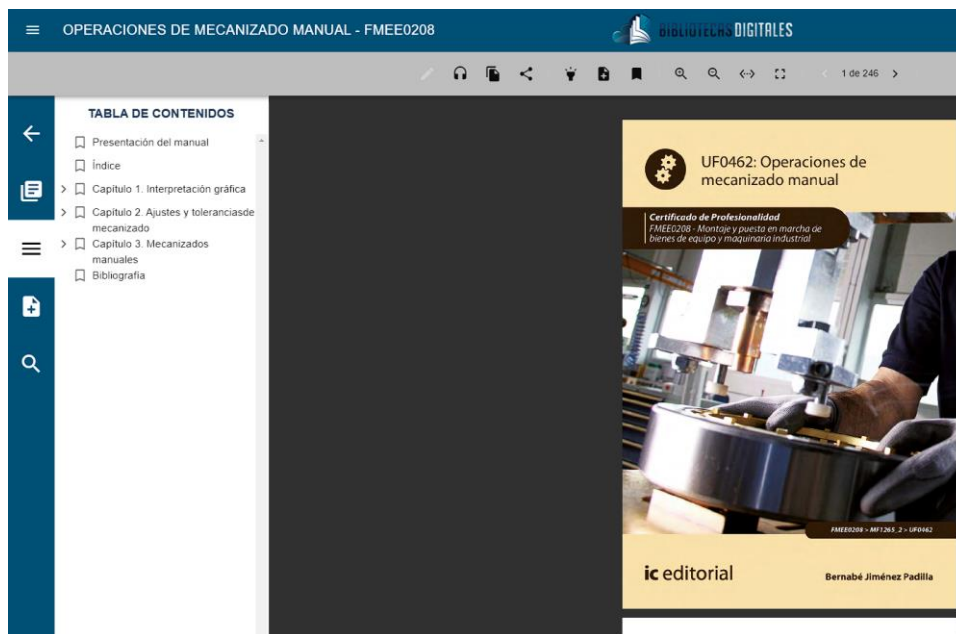 OPERACIONES DE MECANIZADO MANUAL - FMEE0208
BIBLIOTECAS DIGITALES
1 de 246
TABLA DE CONTENIDOS
Presentación del manual
Índice
Capítulo 1. Interpretación gráfica
Capítulo 2. Ajustes y toleranciasde
mecanizado
Capítulo 3. Mecanizados
manuales
Bibliografía
UF0462: Operaciones de
mecanizado manual
Certificado de Profesionalidad
FMEE0208 - Montaje y puesta en marcha de
bienes de equipo y maquinaria industrial
FMEE0208 > MF1265_2 > UF0462
ic editorial
Bernabé Jiménez Padilla